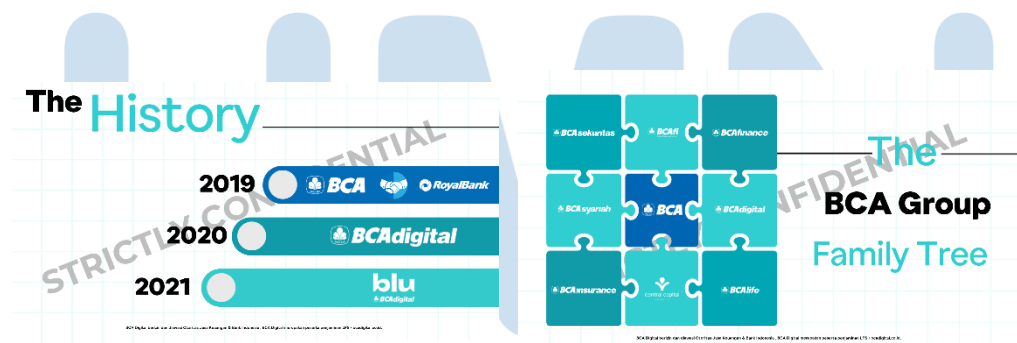 The History
STRICTLY CONFIDENTIAL
2019 BCA RoyalBank
2020 BCAdigital
2021 blu
BCAdigital
BCAsekuritas BCAfi BCAfinance
BCAsyariah BCA BCAdigital
BCAinsurance central capital BCAlife
The
BCA Group
Family Tree
CONFIDENTIAL